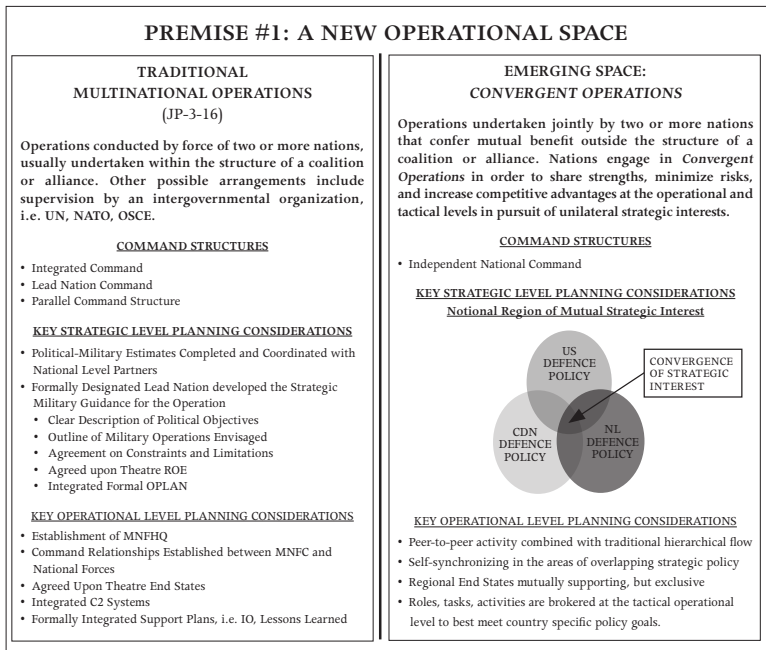 PREMISE #1: A NEW OPERATIONAL SPACE
TRADITIONAL
MULTINATIONAL OPERATIONS
(JP-3-16)
Operations conducted by force of two or more nations,
usually undertaken within the structure of a coalition
or alliance. Other possible arrangements include
supervision by an intergovernmental organization,
i.e. UN, NATO, OSCE.
COMMAND STRUCTURES
• Integrated Command
• Lead Nation Command
• Parallel Command Structure
KEY STRATEGIC LEVEL PLANNING CONSIDERATIONS
• Political-Military Estimates Completed and Coordinated with
National Level Partners
• Formally Designated Lead Nation developed the Strategic
Military Guidance for the Operation
• Clear Description of Political Objectives
• Outline of Military Operations Envisaged
• Agreement on Constraints and Limitations
• Agreed upon Theatre ROE
• Integrated Formal OPLAN
KEY OPERATIONAL LEVEL PLANNING CONSIDERATIONS
• Establishment of MNFHQ
• Command Relationships Established between MNFC and
National Forces
• Agreed Upon Theatre End States
• Integrated C2 Systems
• Formally Integrated Support Plans, i.e. IO, Lessons Learned
EMERGING SPACE:
CONVERGENT OPERATIONS
Operations undertaken jointly by two or more nations
that confer mutual benefit outside the structure of a
coalition or alliance. Nations engage in Convergent
Operations in order to share strengths, minimize risks,
and increase competitive advantages at the operational and
tactical levels in pursuit of unilateral strategic interests.
COMMAND STRUCTURES
• Independent National Command
KEY STRATEGIC LEVEL PLANNING CONSIDERATIONS
Notional Region of Mutual Strategic Interest
US
DEFENCE
POLICY
CONVERGENCE
OF STRATEGIC
INTEREST
CDN
DEFENCE
POLICY
NL
DEFENCE
POLICY
KEY OPERATIONAL LEVEL PLANNING CONSIDERATIONS
• Peer-to-peer activity combined with traditional hierarchical flow
• Self-synchronizing in the areas of overlapping strategic policy
• Regional End States mutually supporting, but exclusive
• Roles, tasks, activities are brokered at the tactical operational
level to best meet country specific policy goals.